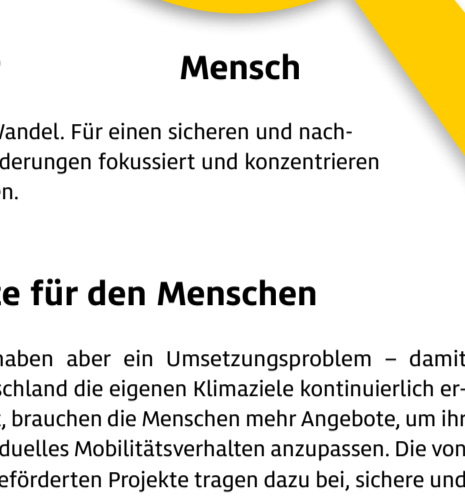 Mensch
Wandel. Für einen sicheren und nach-
derungen fokussiert und konzentrieren
n.
e für den Menschen
haben aber ein Umsetzungsproblem – damit
schland die eigenen Klimaziele kontinuierlich er-
, brauchen die Menschen mehr Angebote, um ihr
duelles Mobilitätsverhalten anzupassen. Die von
eförderten Projekte tragen dazu bei, sichere und